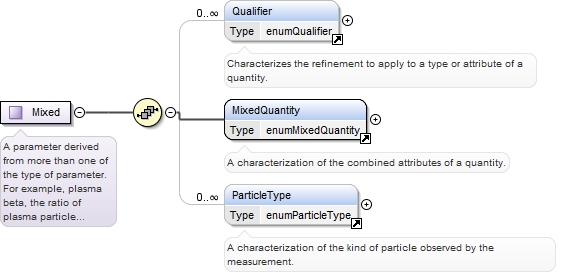 Mixed
A parameter derived
from more than one of
the type of parameter.
For example, plasma
beta, the ratio of
plasma particle...
0..∞
Qualifier
Type enumQualifier
Characterizes the refinement to apply to a type or attribute of a
quantity.
MixedQuantity
Type enumMixedQuantity
A characterization of the combined attributes of a quantity.
0..∞
ParticleType
Type enumParticleType
A characterization of the kind of particle observed by the
measurement.